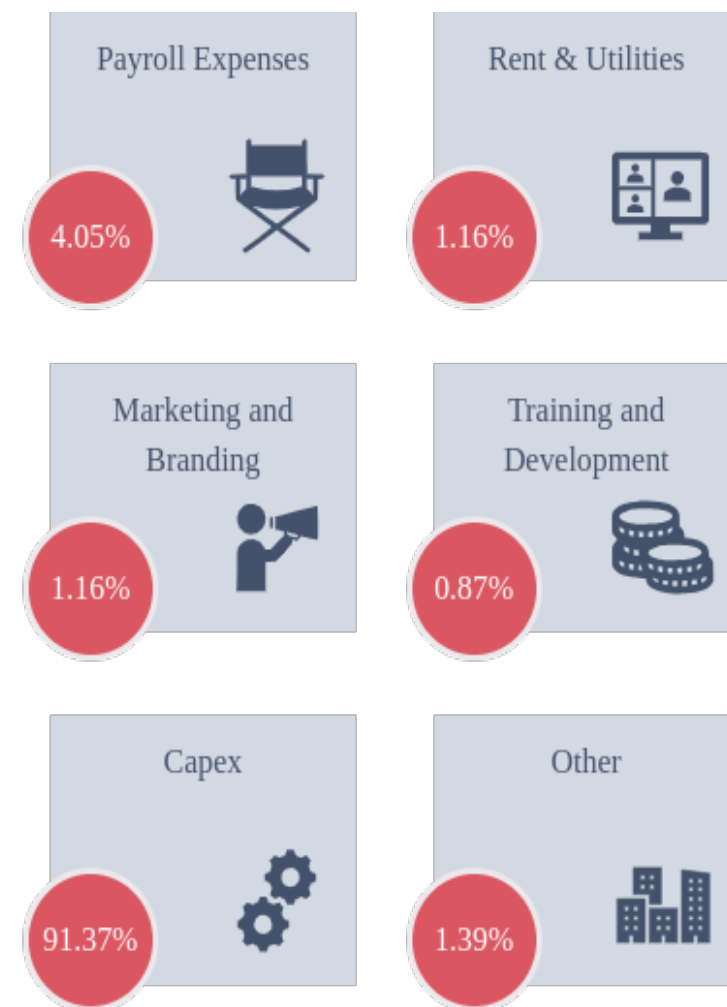 Payroll Expenses
4.05%
Rent & Utilities
1.16%
Marketing and
Branding
1.16%
Training and
Development
0.87%
Capex
91.37%
Other
1.39%